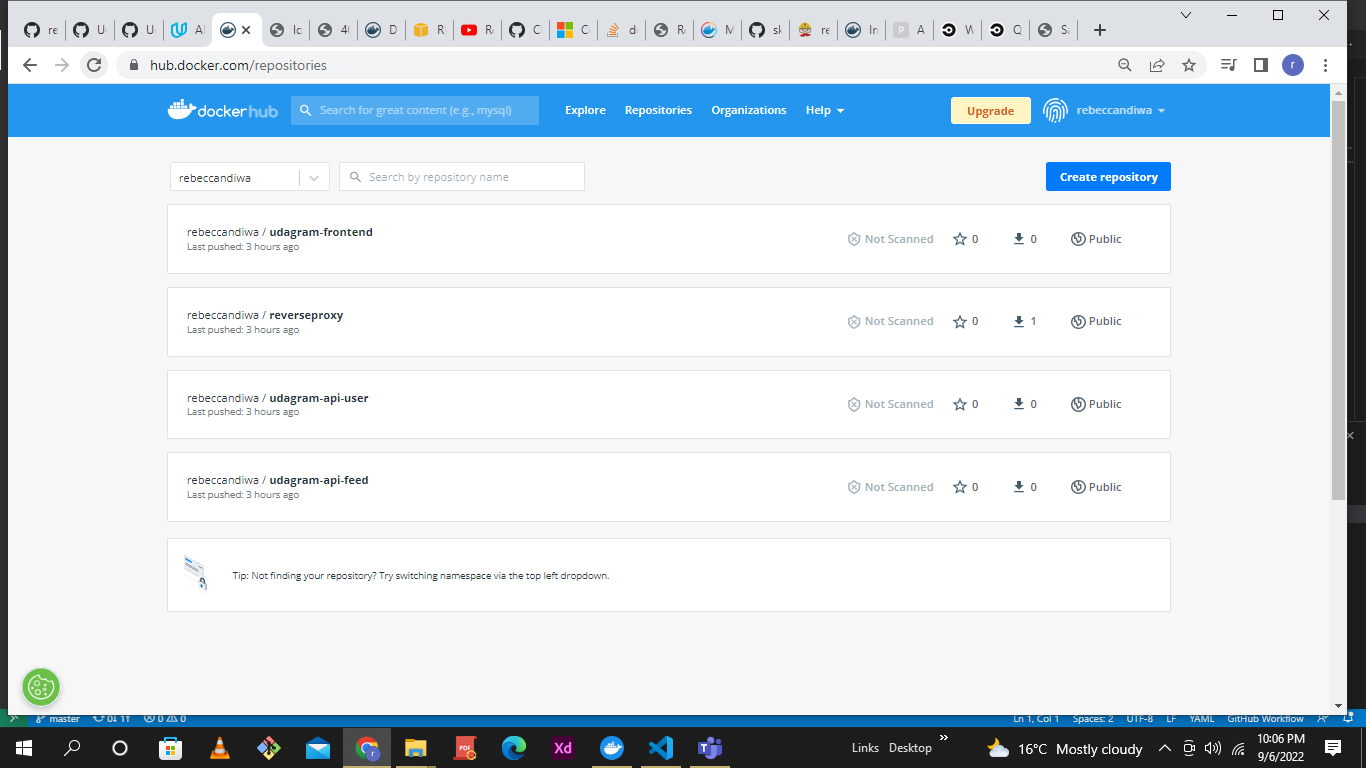 re
U
U
A
Ic
4
D
R
R
C
C
d
R
M
sl
re
In
A
W
Q
Sa
hub.docker.com/repositories
r
docker hub
Search for great content (e.g., mysql)
Explore
Repositories
Organizations
Help
Upgrade
rebeccandiwa
rebeccandiwa
Search by repository name
Create repository
rebeccandiwa / udagram-frontend
Last pushed: 3 hours ago
Not Scanned
0
0
Public
rebeccandiwa / reverseproxy
Last pushed: 3 hours ago
Not Scanned
0
1
Public
rebeccandiwa / udagram-api-user
Last pushed: 3 hours ago
Not Scanned
0
0
Public
rebeccandiwa / udagram-api-feed
Last pushed: 3 hours ago
Not Scanned
0
0
Public
Tip: Not finding your repository? Try switching namespace via the top left dropdown.
master
0↓ 1↑
0
0
Ln 1, Col 1
Spaces: 2
UTF-8
LF
YAML
GitHub Workflow
PDF
Xd
Links
Desktop
16°C Mostly cloudy
10:06 PM
9/6/2022